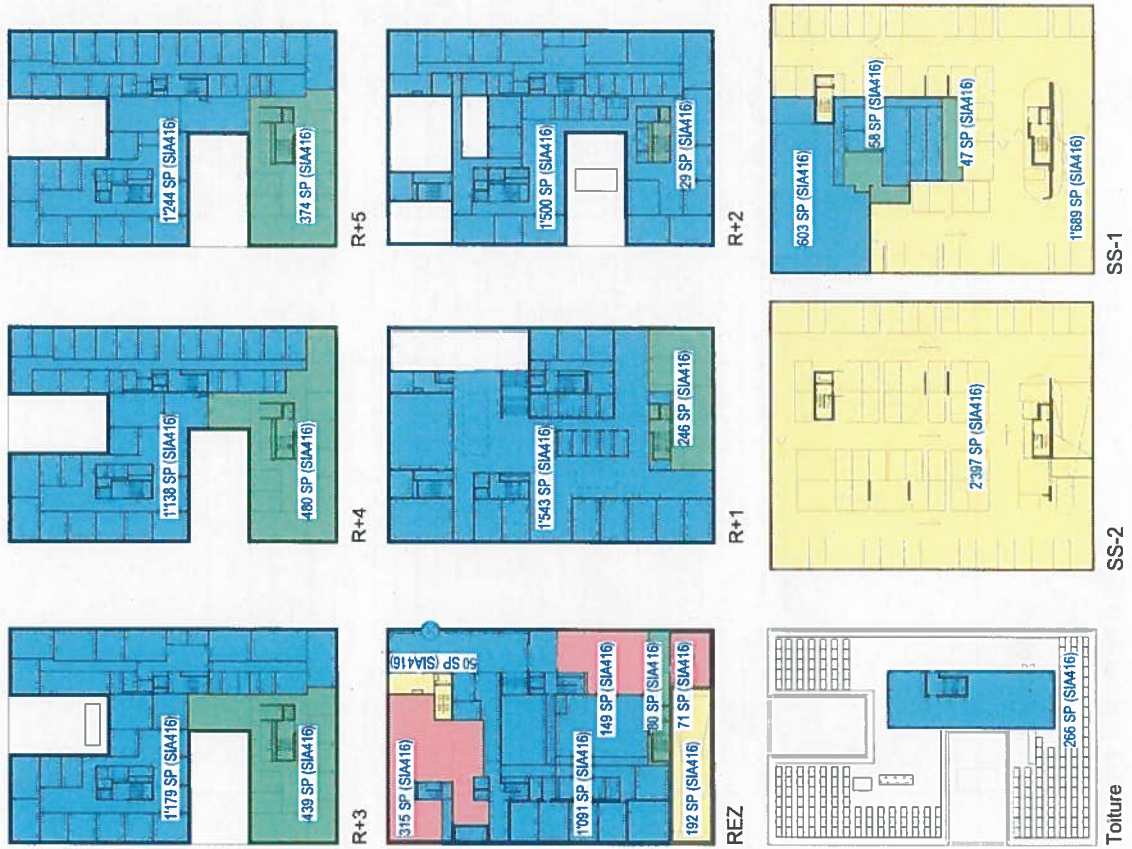 1'179 SP (SIA416)
439 SP (SIA416)
R+3
1'138 SP (SIA416)
480 SP (SIA416)
R+4
1'244 SP (SIA416)
374 SP (SIA416)
R+5
315 SP (SIA416)
50 SP (SIA416)
1'091 SP (SIA416)
149 SP (SIA416)
80 SP (SIA416)
71 SP (SIA416)
192 SP (SIA416)
REZ
1'543 SP (SIA416)
246 SP (SIA416)
R+1
1'500 SP (SIA416)
29 SP (SIA416)
R+2
266 SP (SIA416)
Toiture
2'397 SP (SIA416)
SS-2
603 SP (SIA416)
58 SP (SIA416)
47 SP (SIA416)
1'689 SP (SIA416)
SS-1